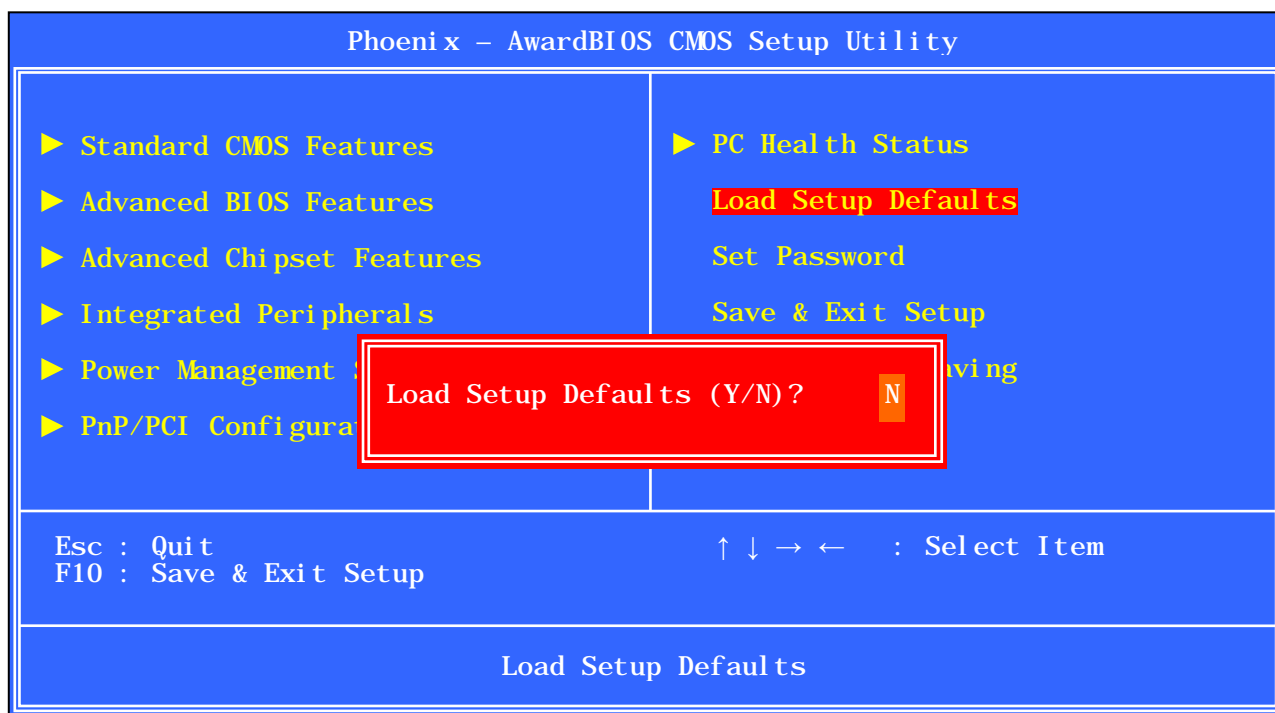 Phoenix – AwardBIOS CMOS Setup Utility
► Standard CMOS Features
► Advanced BIOS Features
► Advanced Chipset Features
► Integrated Peripherals
► Power Management
► PnP/PCI
► PC Health Status
Load Setup Defaults
Set Password
Save & Exit Setup
Load Setup Defaults (Y/N)? N
Esc : Quit
F10 : Save & Exit Setup
↑ ↓ → ← : Select Item
Load Setup Defaults